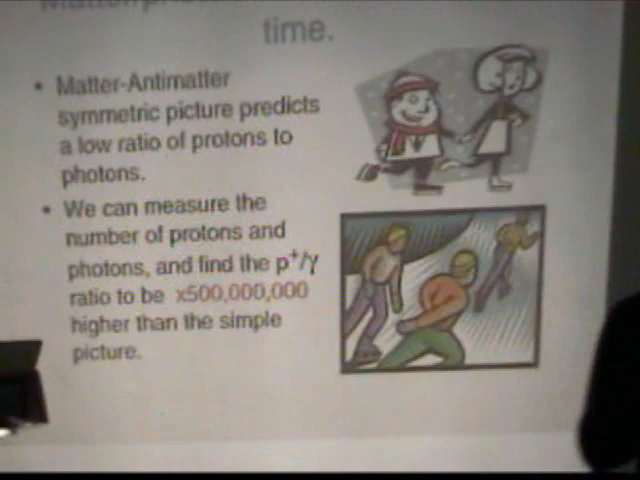 time.
• Matter-Antimatter
symmetric picture predicts
a low ratio of protons to
photons.
• We can measure the
number of protons and
photons, and find the p⁺/γ
ratio to be x500,000,000
higher than the simple
picture.